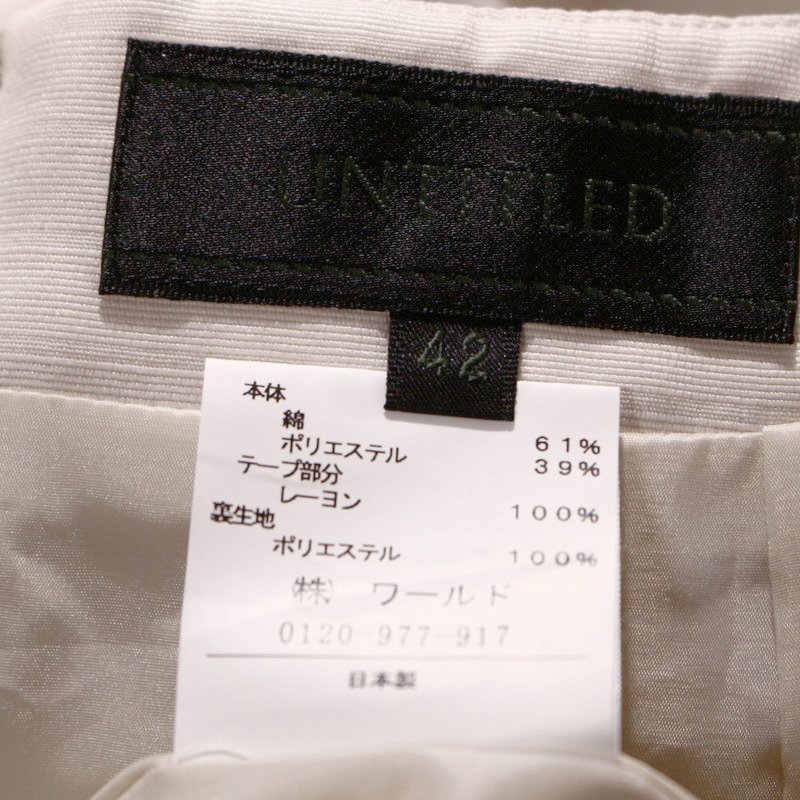 UNTITLED
42
本体
綿 61%
ポリエステル 39%
テープ部分
レーヨン 100%
裏生地
ポリエステル 100%
㈱ ワールド
0120-977-917
日本製